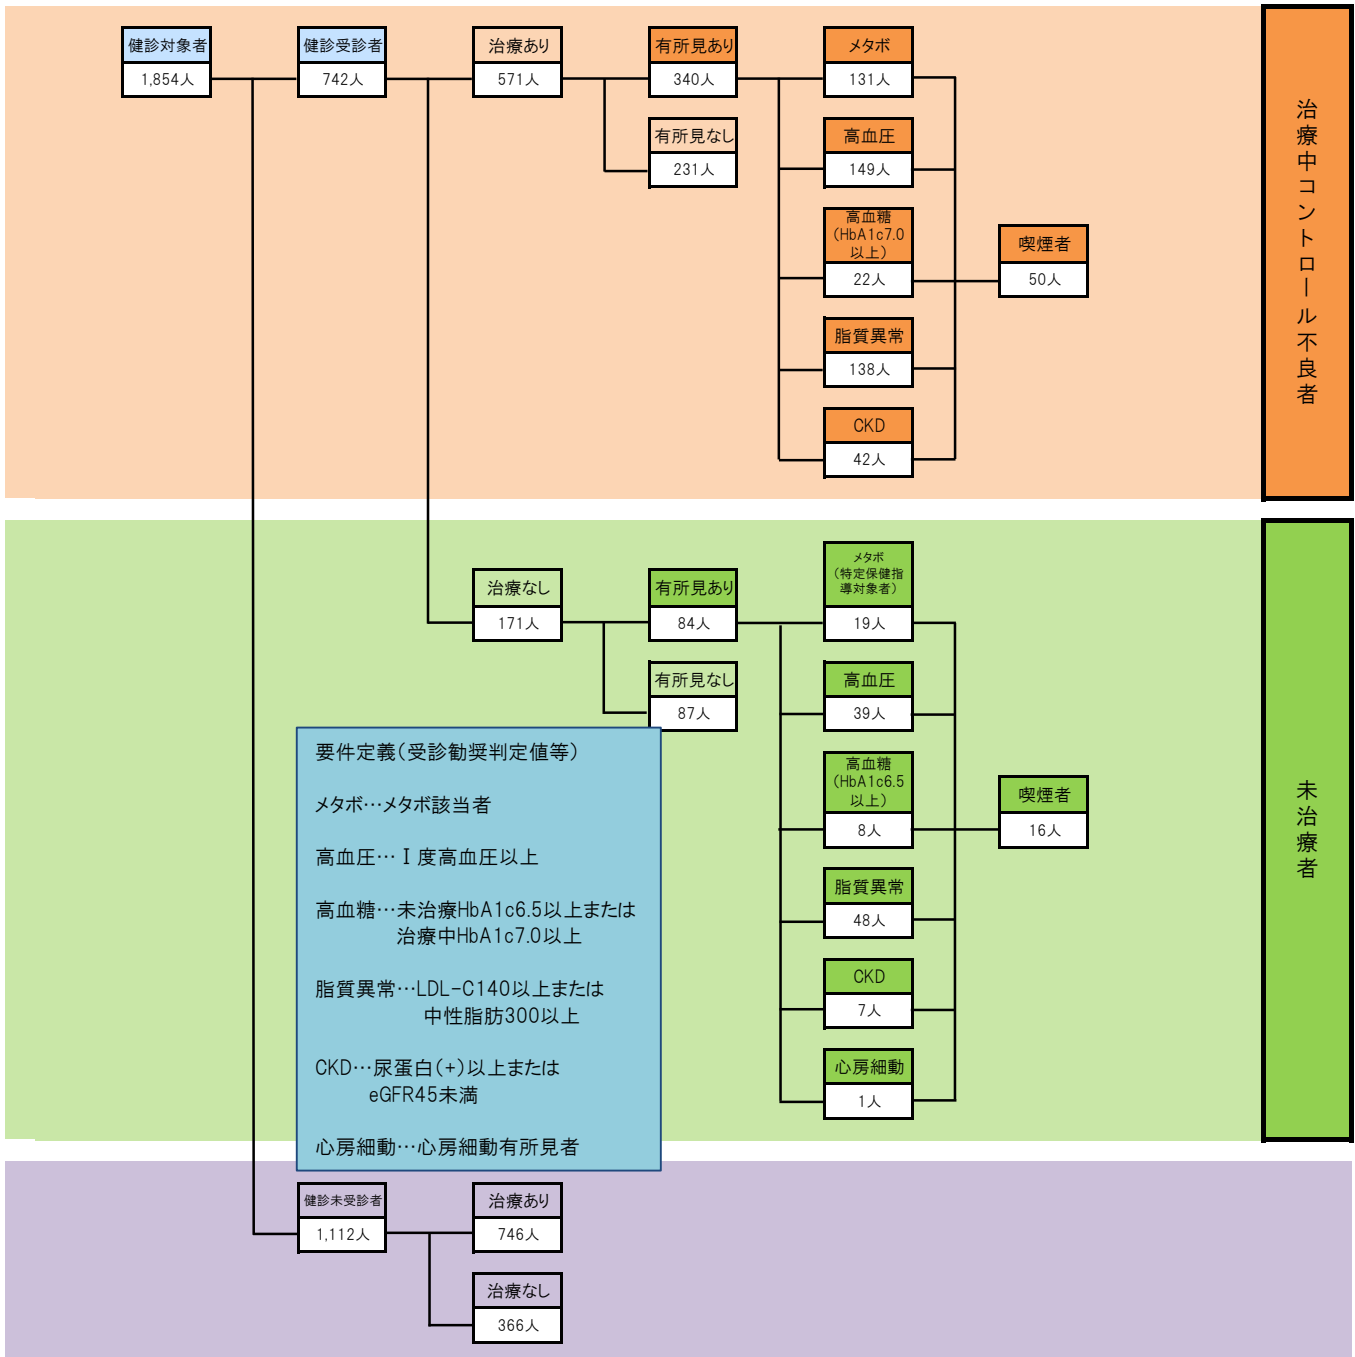 健診対象者
1,854人
健診受診者
742人
治療あり
571人
有所見あり
340人
有所見なし
231人
メタボ
131人
高血圧
149人
高血糖
(HbA1c7.0
以上)
22人
脂質異常
138人
CKD
42人
喫煙者
50人
治療中コントロール不良者
治療なし
171人
有所見あり
84人
有所見なし
87人
メタボ
(特定保健指
導対象者)
19人
高血圧
39人
高血糖
(HbA1c6.5
以上)
8人
脂質異常
48人
CKD
7人
心房細動
1人
喫煙者
16人
未治療者
要件定義(受診勧奨判定値等)
メタボ…メタボ該当者
高血圧…Ⅰ度高血圧以上
高血糖…未治療HbA1c6.5以上または
治療中HbA1c7.0以上
脂質異常…LDL-C140以上または
中性脂肪300以上
CKD…尿蛋白(+)以上または
eGFR45未満
心房細動…心房細動有所見者
健診未受診者
1,112人
治療あり
746人
治療なし
366人